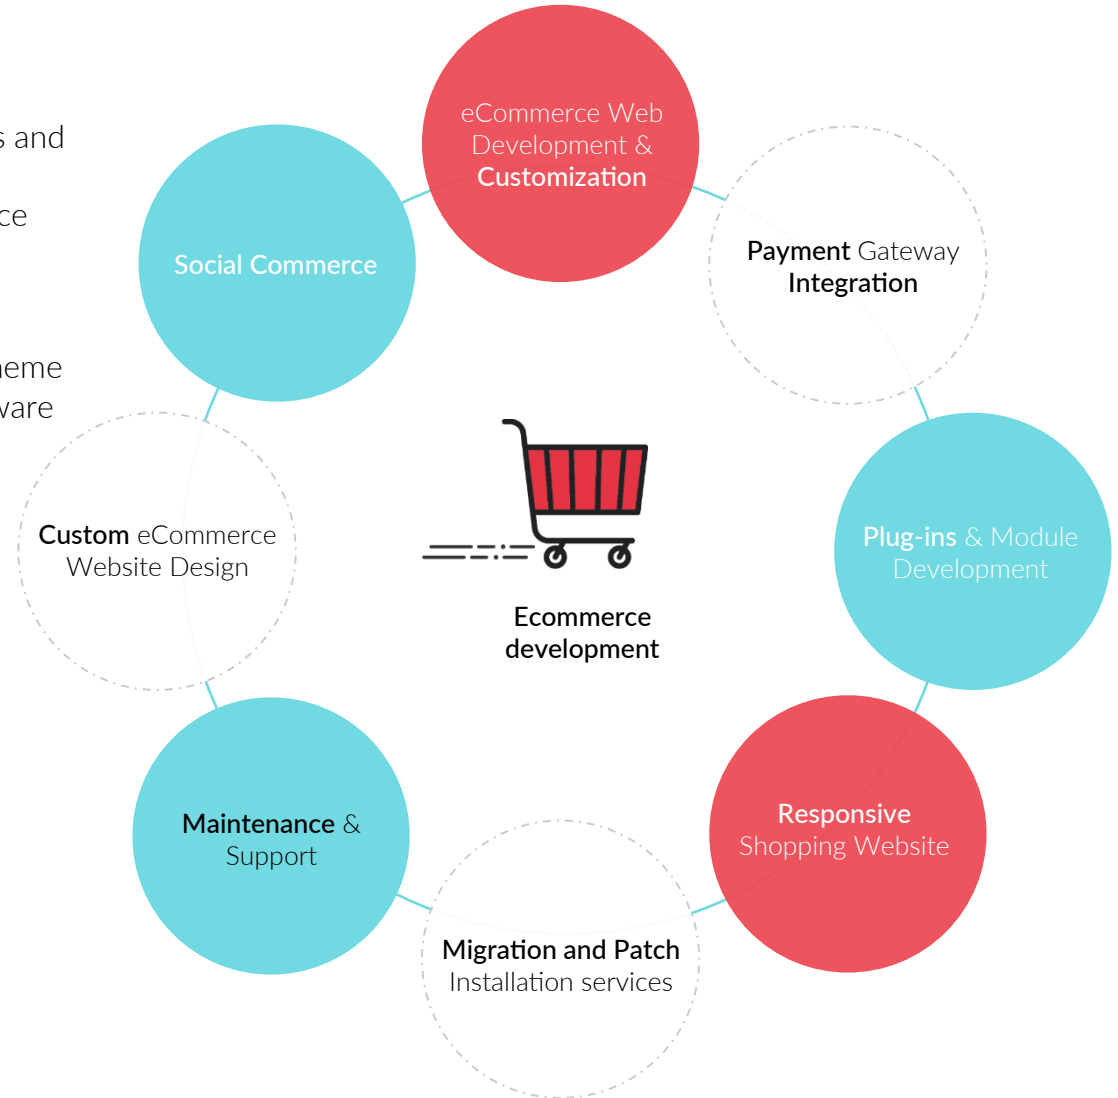 s and
ce
heme
ware
eCommerce Web
Development &
Customization
Payment Gateway
Integration
Plug-ins & Module
Development
Responsive
Shopping Website
Migration and Patch
Installation services
Maintenance &
Support
Custom eCommerce
Website Design
Social Commerce
Ecommerce
development